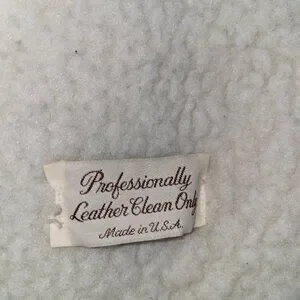 Professionally
Leather Clean Only
Made in U.S.A.